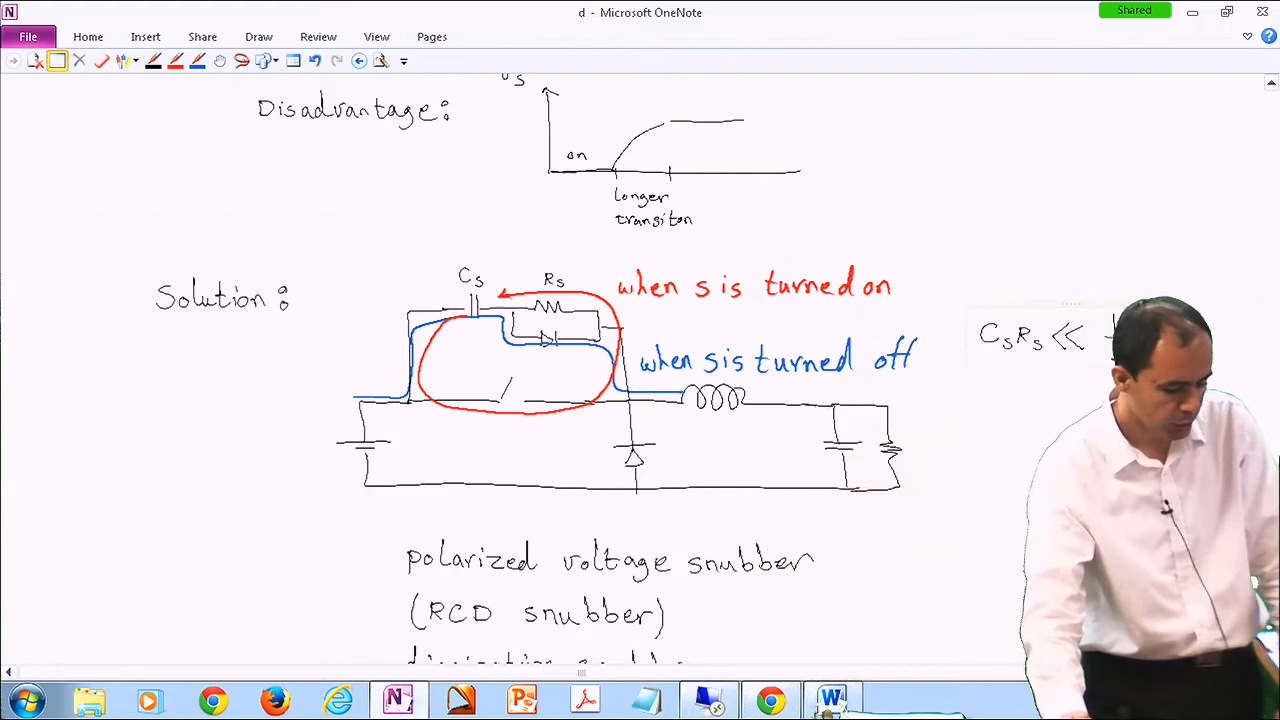 d - Microsoft OneNote
Shared
File Home Insert Share Draw Review View Pages
Disadvantage:
on
longer
transiton
Solution:
Cs
Rs
when s is turned on
when s is turned off
CsRs <<
polarized voltage snubber
(RCD snubber)